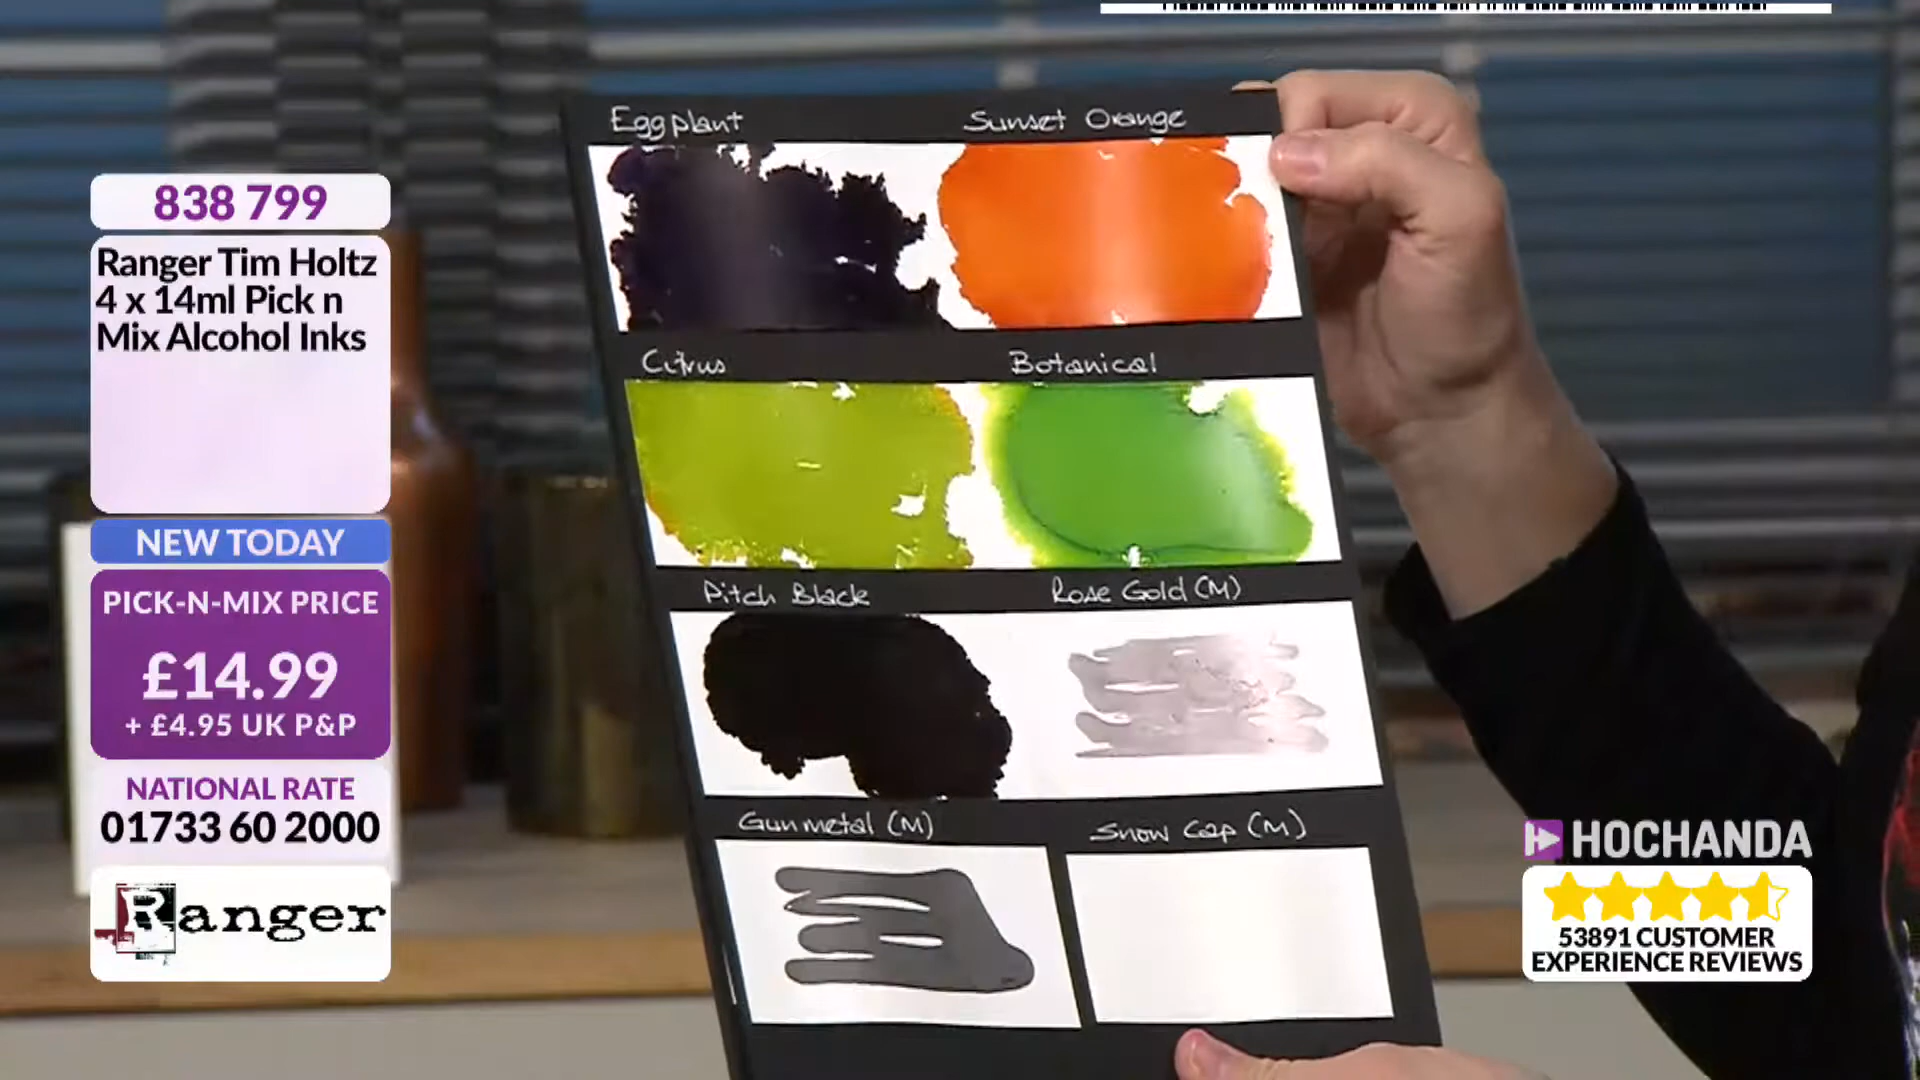 838 799
Ranger Tim Holtz
4 x 14ml Pick n
Mix Alcohol Inks
NEW TODAY
PICK-N-MIX PRICE
£14.99
+ £4.95 UK P&P
NATIONAL RATE
01733 60 2000
Ranger
Eggplant
Sunset Orange
Citrus
Botanical
Pitch Black
Rose Gold (M)
Gunmetal (M)
Snow Cap (M)
HOCHANDA
53891 CUSTOMER
EXPERIENCE REVIEWS